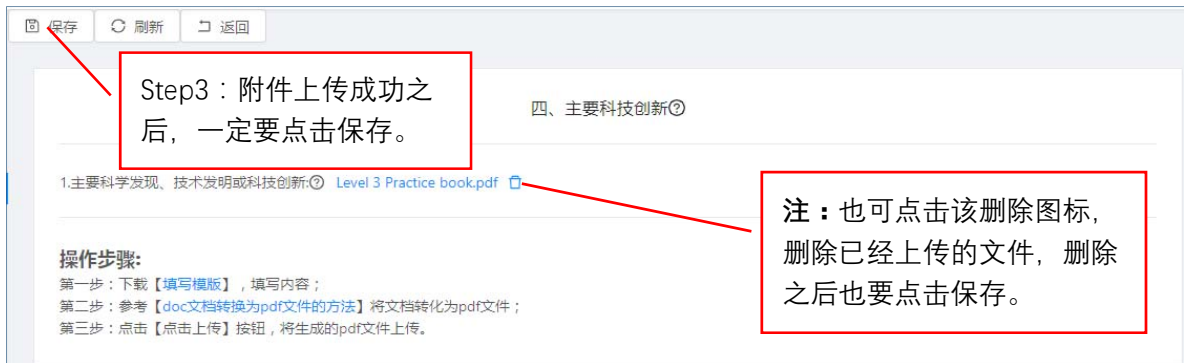 保存 刷新 返回
Step3：附件上传成功之
后，一定要点击保存。
四、主要科技创新?
1.主要科学发现、技术发明或科技创新:? Level 3 Practice book.pdf
注：也可点击该删除图标，
删除已经上传的文件，删除
之后也要点击保存。
操作步骤:
第一步：下载【填写模版】，填写内容；
第二步：参考【doc文档转换为pdf文件的方法】将文档转化为pdf文件；
第三步：点击【点击上传】按钮，将生成的pdf文件上传。